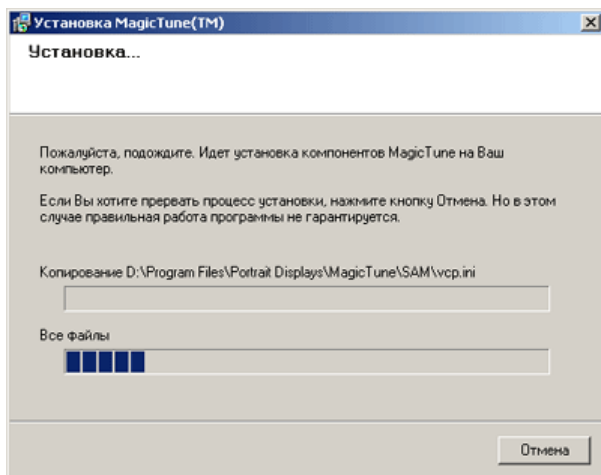 Установка MagicTune(TM)
Установка...
Пожалуйста, подождите. Идет установка компонентов MagicTune на Ваш
компьютер.
Если Вы хотите прервать процесс установки, нажмите кнопку Отмена. Но в этом
случае правильная работа программы не гарантируется.
Копирование D:\Program Files\Portrait Displays\MagicTune\SAM\vcp.ini
Все файлы
Отмена